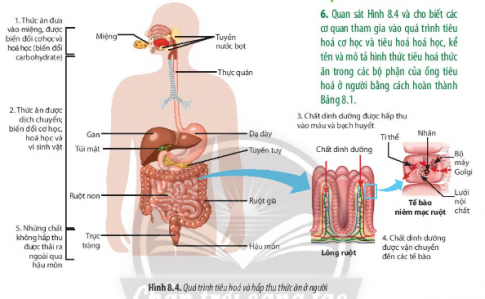 1. Thức ăn đưa
vào miệng, được
biến đổi cơ học và
hoá học (biến đổi
carbohydrate)
Miệng
Tuyến
nước bọt
Thực quản
2. Thức ăn được
dịch chuyển;
biến đổi cơ học,
hoá học và
vi sinh vật
Gan
Túi mật
Dạ dày
Tuyến tuỵ
Ruột non
Ruột già
5. Những chất
không hấp thu
được thải ra
ngoài qua
hậu môn
Trực
tràng
Hậu môn
6. Quan sát Hình 8.4 và cho biết các
cơ quan tham gia vào quá trình tiêu
hoá cơ học và tiêu hoá hoá học, kể
tên và mô tả hình thức tiêu hoá thức
ăn trong các bộ phận của ống tiêu
hoá ở người bằng cách hoàn thành
Bảng 8.1.
3. Chất dinh dưỡng được hấp thu
vào máu và bạch huyết
Chất dinh dưỡng
Ti thể
Nhân
Bộ
máy
Golgi
Lưới
nội
chất
Tế bào
niêm mạc ruột
4. Chất dinh dưỡng
được vận chuyển
đến các tế bào
Lông ruột
Hình 8.4. Quá trình tiêu hoá và hấp thu thức ăn ở người
Chân trời sáng tạo